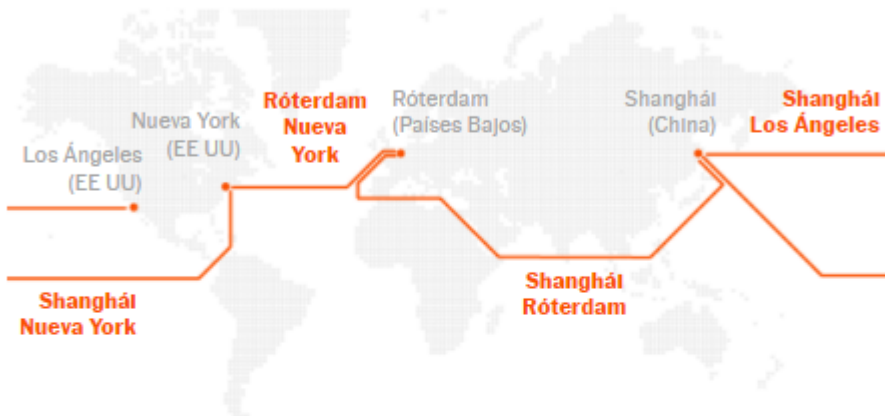 Los Ángeles
(EE UU)
Nueva York
(EE UU)
Róterdam
Nueva
York
Róterdam
(Países Bajos)
Shanghái
(China)
Shanghái
Los Ángeles
Shanghái
Nueva York
Shanghái
Róterdam